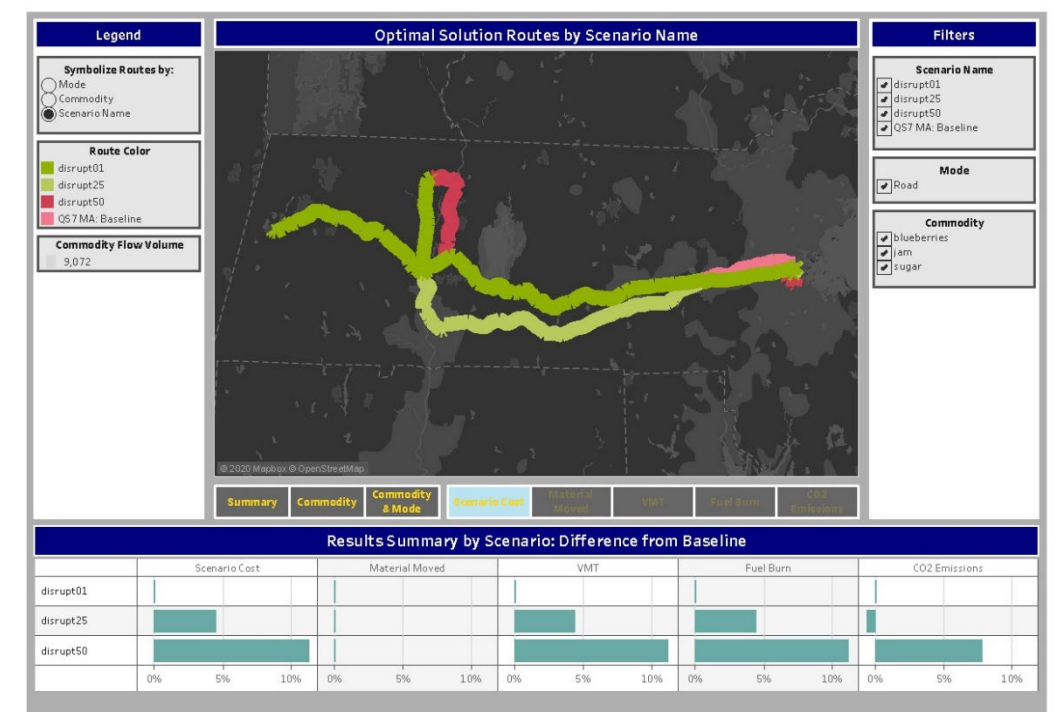 Legend
Optimal Solution Routes by Scenario Name
Filters
Symbolize Routes by:
Mode
Commodity
Scenario Name
Route Color
disrupt01
disrupt25
disrupt50
QS7 MA: Baseline
Commodity Flow Volume
9,072
Scenario Name
disrupt01
disrupt25
disrupt50
QS7 MA: Baseline
Mode
Road
Commodity
blueberries
jam
sugar
© 2020 Mapbox © OpenStreetMap
Summary
Commodity
Commodity
& Mode
Scenario Cost
Material
Moved
VMT
Fuel Burn
CO2
Emissions
Results Summary by Scenario: Difference from Baseline
Scenario Cost Material Moved VMT Fuel Burn CO2 Emissions
disrupt01
disrupt25
disrupt50
0% 5% 10% 0% 5% 10% 0% 5% 10% 0% 5% 10% 0% 5% 10%